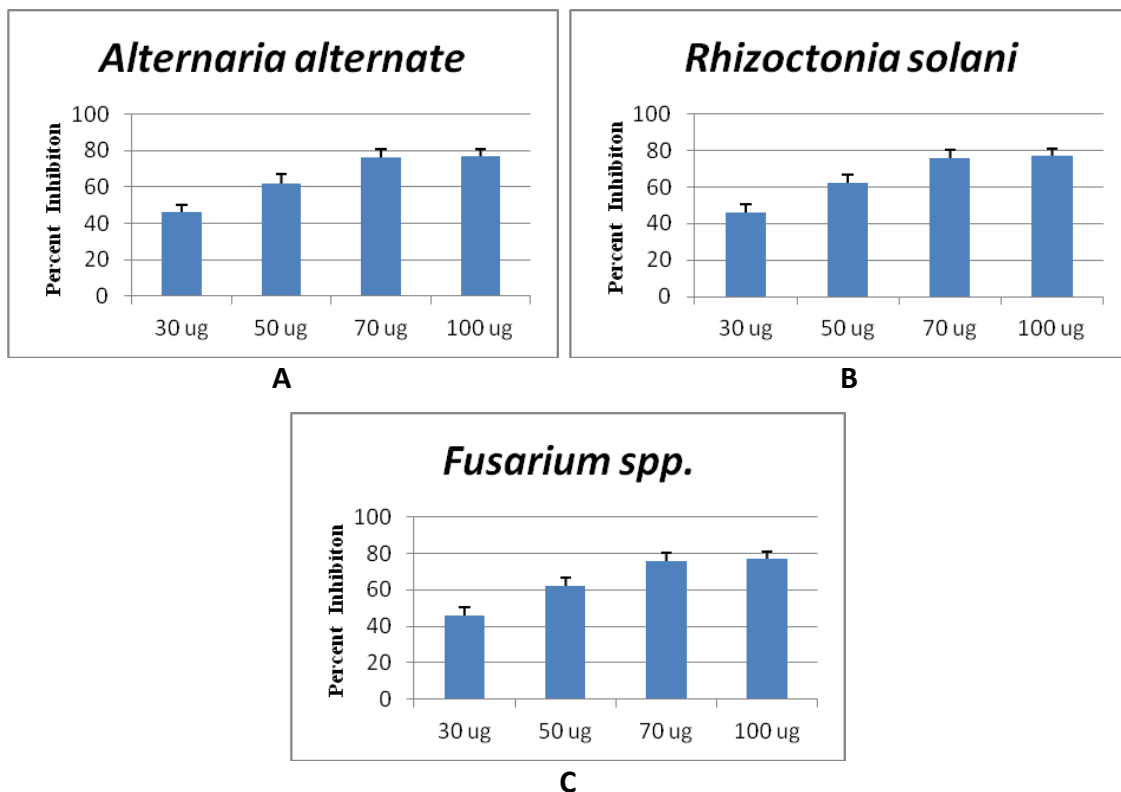 Alternaria alternate
Percent Inhibiton
100
80
60
40
20
0
30 ug 50 ug 70 ug 100 ug
A
Rhizoctonia solani
Percent Inhibiton
100
80
60
40
20
0
30 ug 50 ug 70 ug 100 ug
B
Fusarium spp.
Percent Inhibiton
100
80
60
40
20
0
30 ug 50 ug 70 ug 100 ug
C